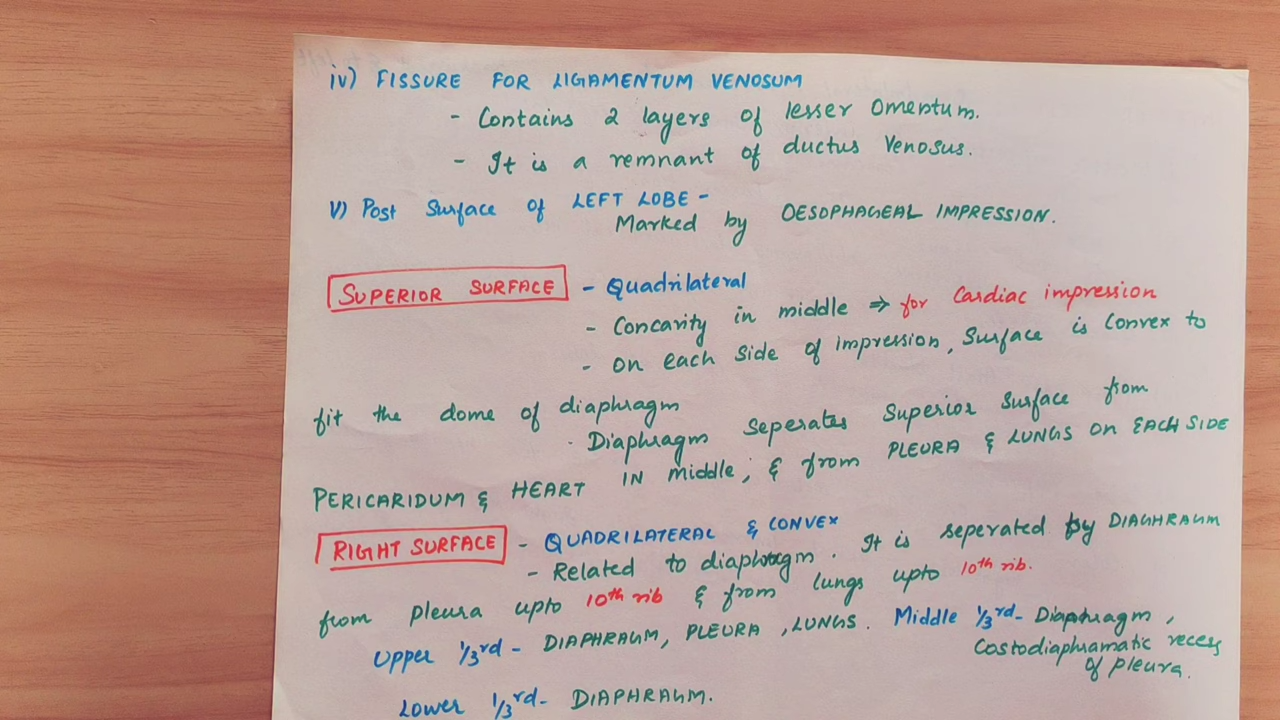 iv) FISSURE FOR LIGAMENTUM VENOSUM
- Contains 2 layers of lesser Omentum.
- It is a remnant of ductus Venosus.
V) Post Surface of LEFT LOBE -
Marked by OESOPHAGEAL IMPRESSION.
SUPERIOR SURFACE - Quadrilateral
- Concavity in middle ⇒ for Cardiac impression
- on each side of impression, Surface is Convex to
fit the dome of diaphragm
- Diaphragm seperates Superior Surface from
PERICARIDUM & HEART IN Middle, & from PLEURA & LUNGS ON EACH SIDE
RIGHT SURFACE - QUADRILATERAL & CONVEX
- Related to diaphragm. It is seperated by DIAGHRAGM
from pleura upto 10th rib & from lungs upto 10th rib.
Upper 1/3rd - DIAPHRAGM, PLEURA, LUNGS. Middle 1/3rd - Diaphragm,
Costodiaphramatic recess
of pleura.
Lower 1/3rd - DIAPHRAGM.